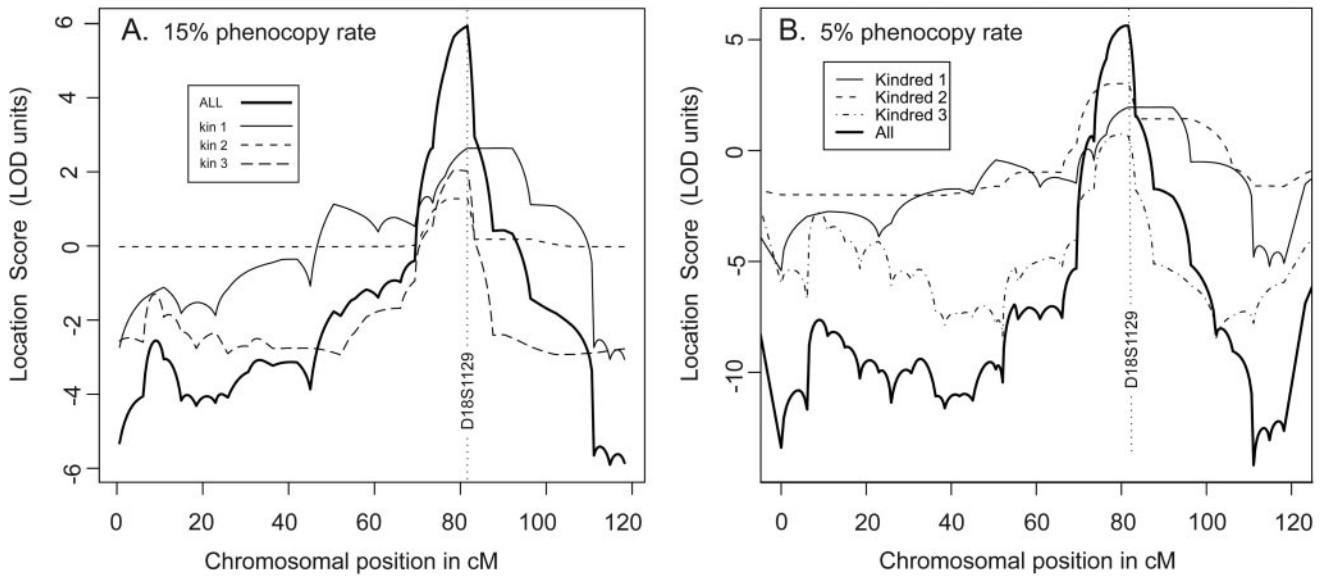 A. 15% phenocopy rate
Location Score (LOD units)
6
4
2
0
-2
-4
-6
ALL
kin 1
kin 2
kin 3
D18S1129
0 20 40 60 80 100 120
Chromosomal position in cM
B. 5% phenocopy rate
Location Score (LOD units)
5
0
-5
-10
Kindred 1
Kindred 2
Kindred 3
All
D18S1129
0 20 40 60 80 100 120
Chromosomal position in cM